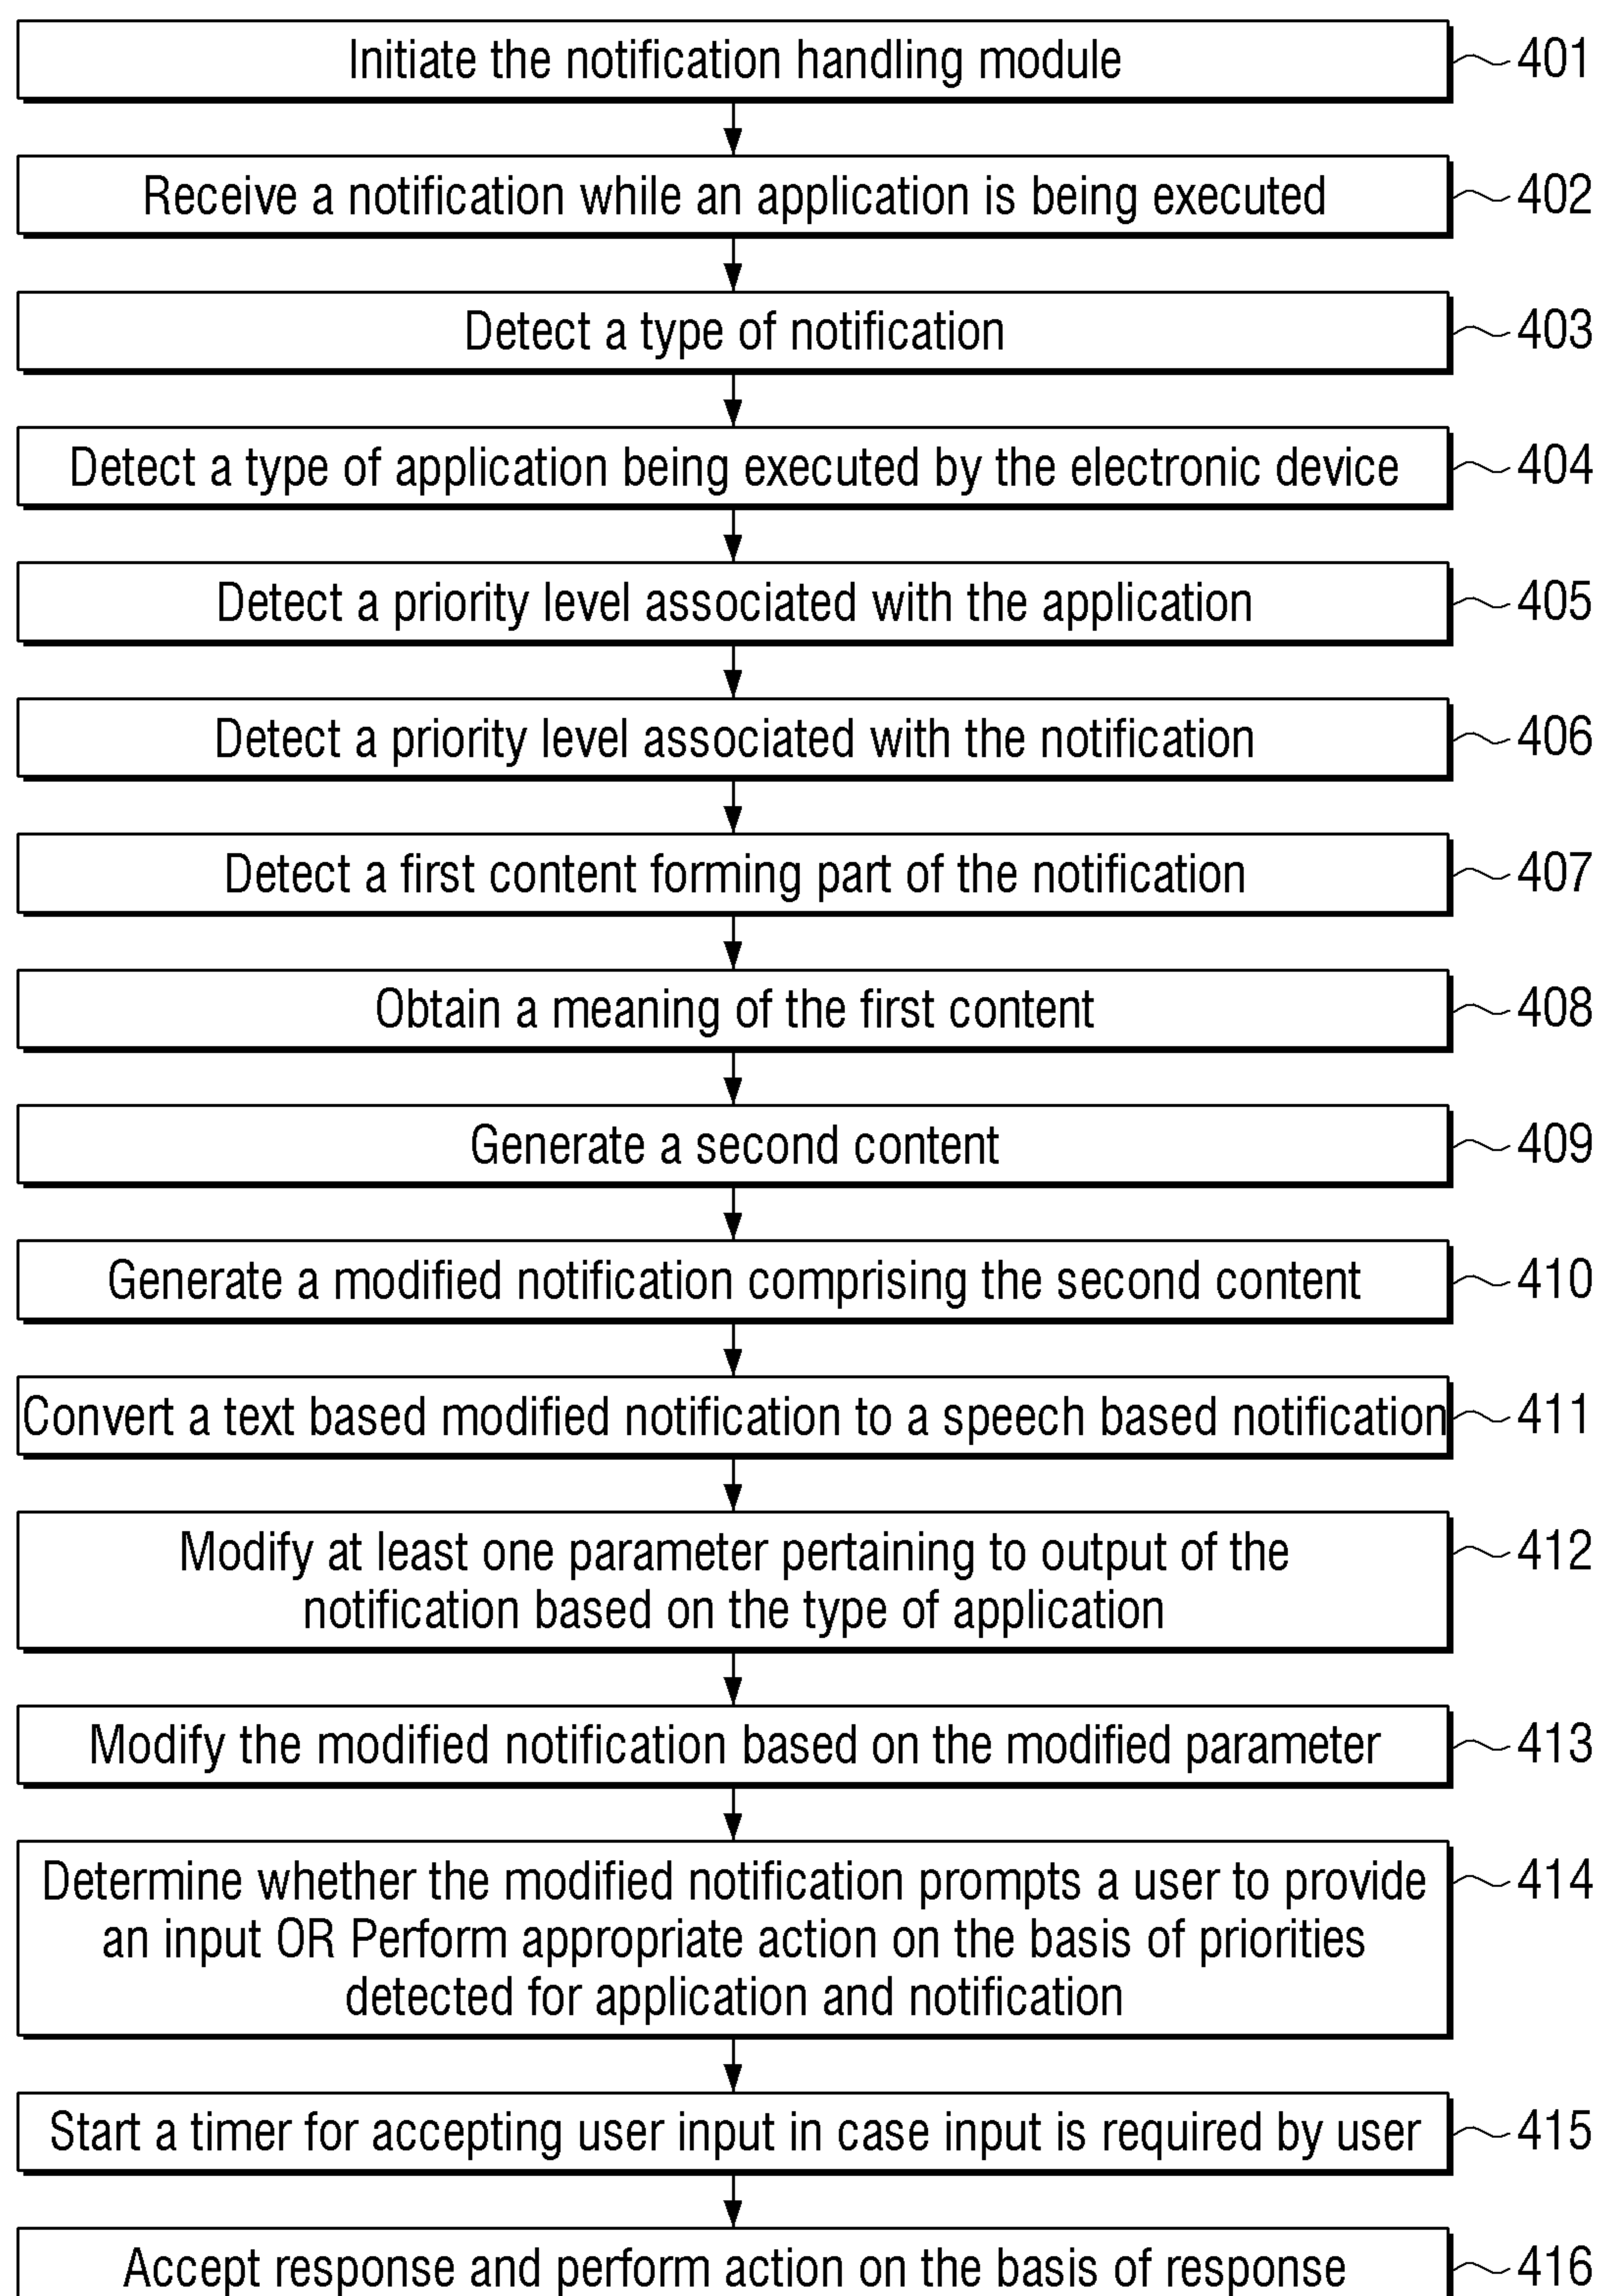 Initiate the notification handling module 401
Receive a notification while an application is being executed 402
Detect a type of notification 403
Detect a type of application being executed by the electronic device 404
Detect a priority level associated with the application 405
Detect a priority level associated with the notification 406
Detect a first content forming part of the notification 407
Obtain a meaning of the first content 408
Generate a second content 409
Generate a modified notification comprising the second content 410
Convert a text based modified notification to a speech based notification 411
Modify at least one parameter pertaining to output of the 412
notification based on the type of application
Modify the modified notification based on the modified parameter 413
Determine whether the modified notification prompts a user to provide 414
an input OR Perform appropriate action on the basis of priorities
detected for application and notification
Start a timer for accepting user input in case input is required by user 415
Accept response and perform action on the basis of response 416